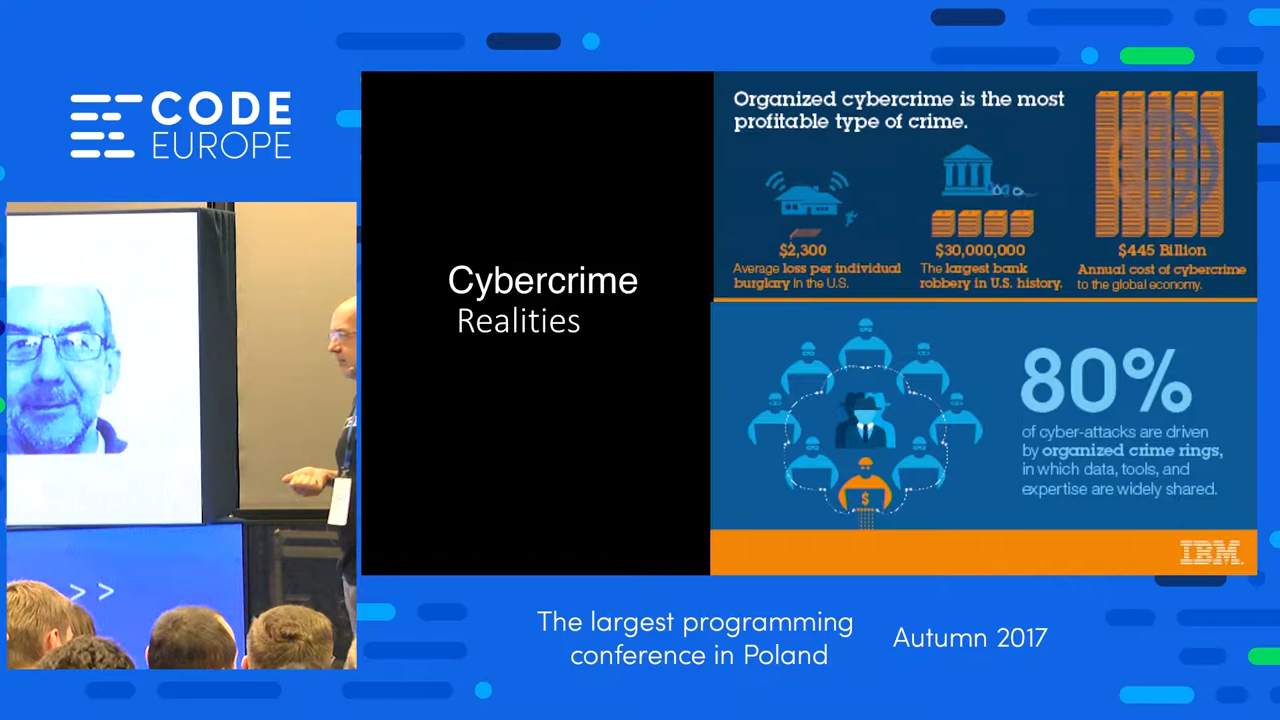 CODE
EUROPE
> >
Cybercrime
Realities
Organized cybercrime is the most
profitable type of crime.
$2,300
Average loss per individual
burglary in the U.S.
$30,000,000
The largest bank
robbery in U.S. history.
$445 Billion
Annual cost of cybercrime
to the global economy.
80%
of cyber-attacks are driven
by organized crime rings,
in which data, tools, and
expertise are widely shared.
$
IBM
The largest programming
conference in Poland
Autumn 2017